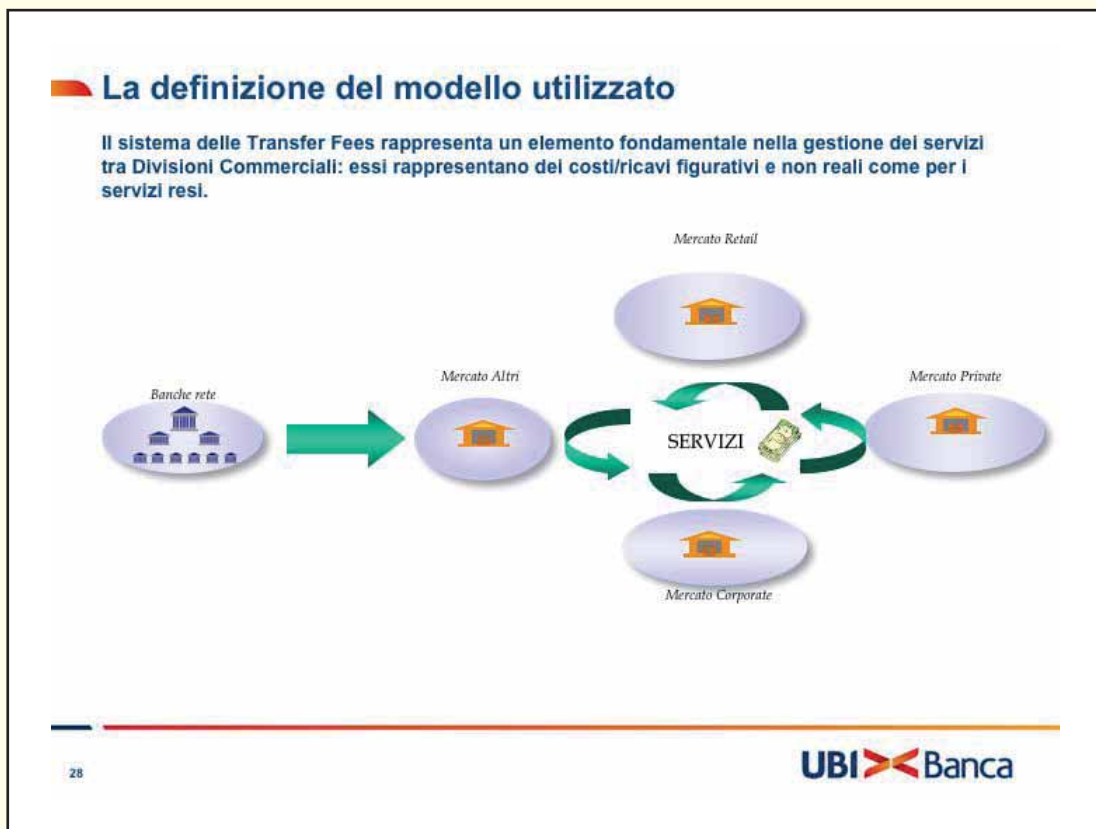 La definizione del modello utilizzato
Il sistema delle Transfer Fees rappresenta un elemento fondamentale nella gestione dei servizi
tra Divisioni Commerciali: essi rappresentano dei costi/ricavi figurativi e non reali come per i
servizi resi.
Mercato Retail
Banche rete
Mercato Altri
Mercato Private
SERVIZI
Mercato Corporate
28
UBI Banca